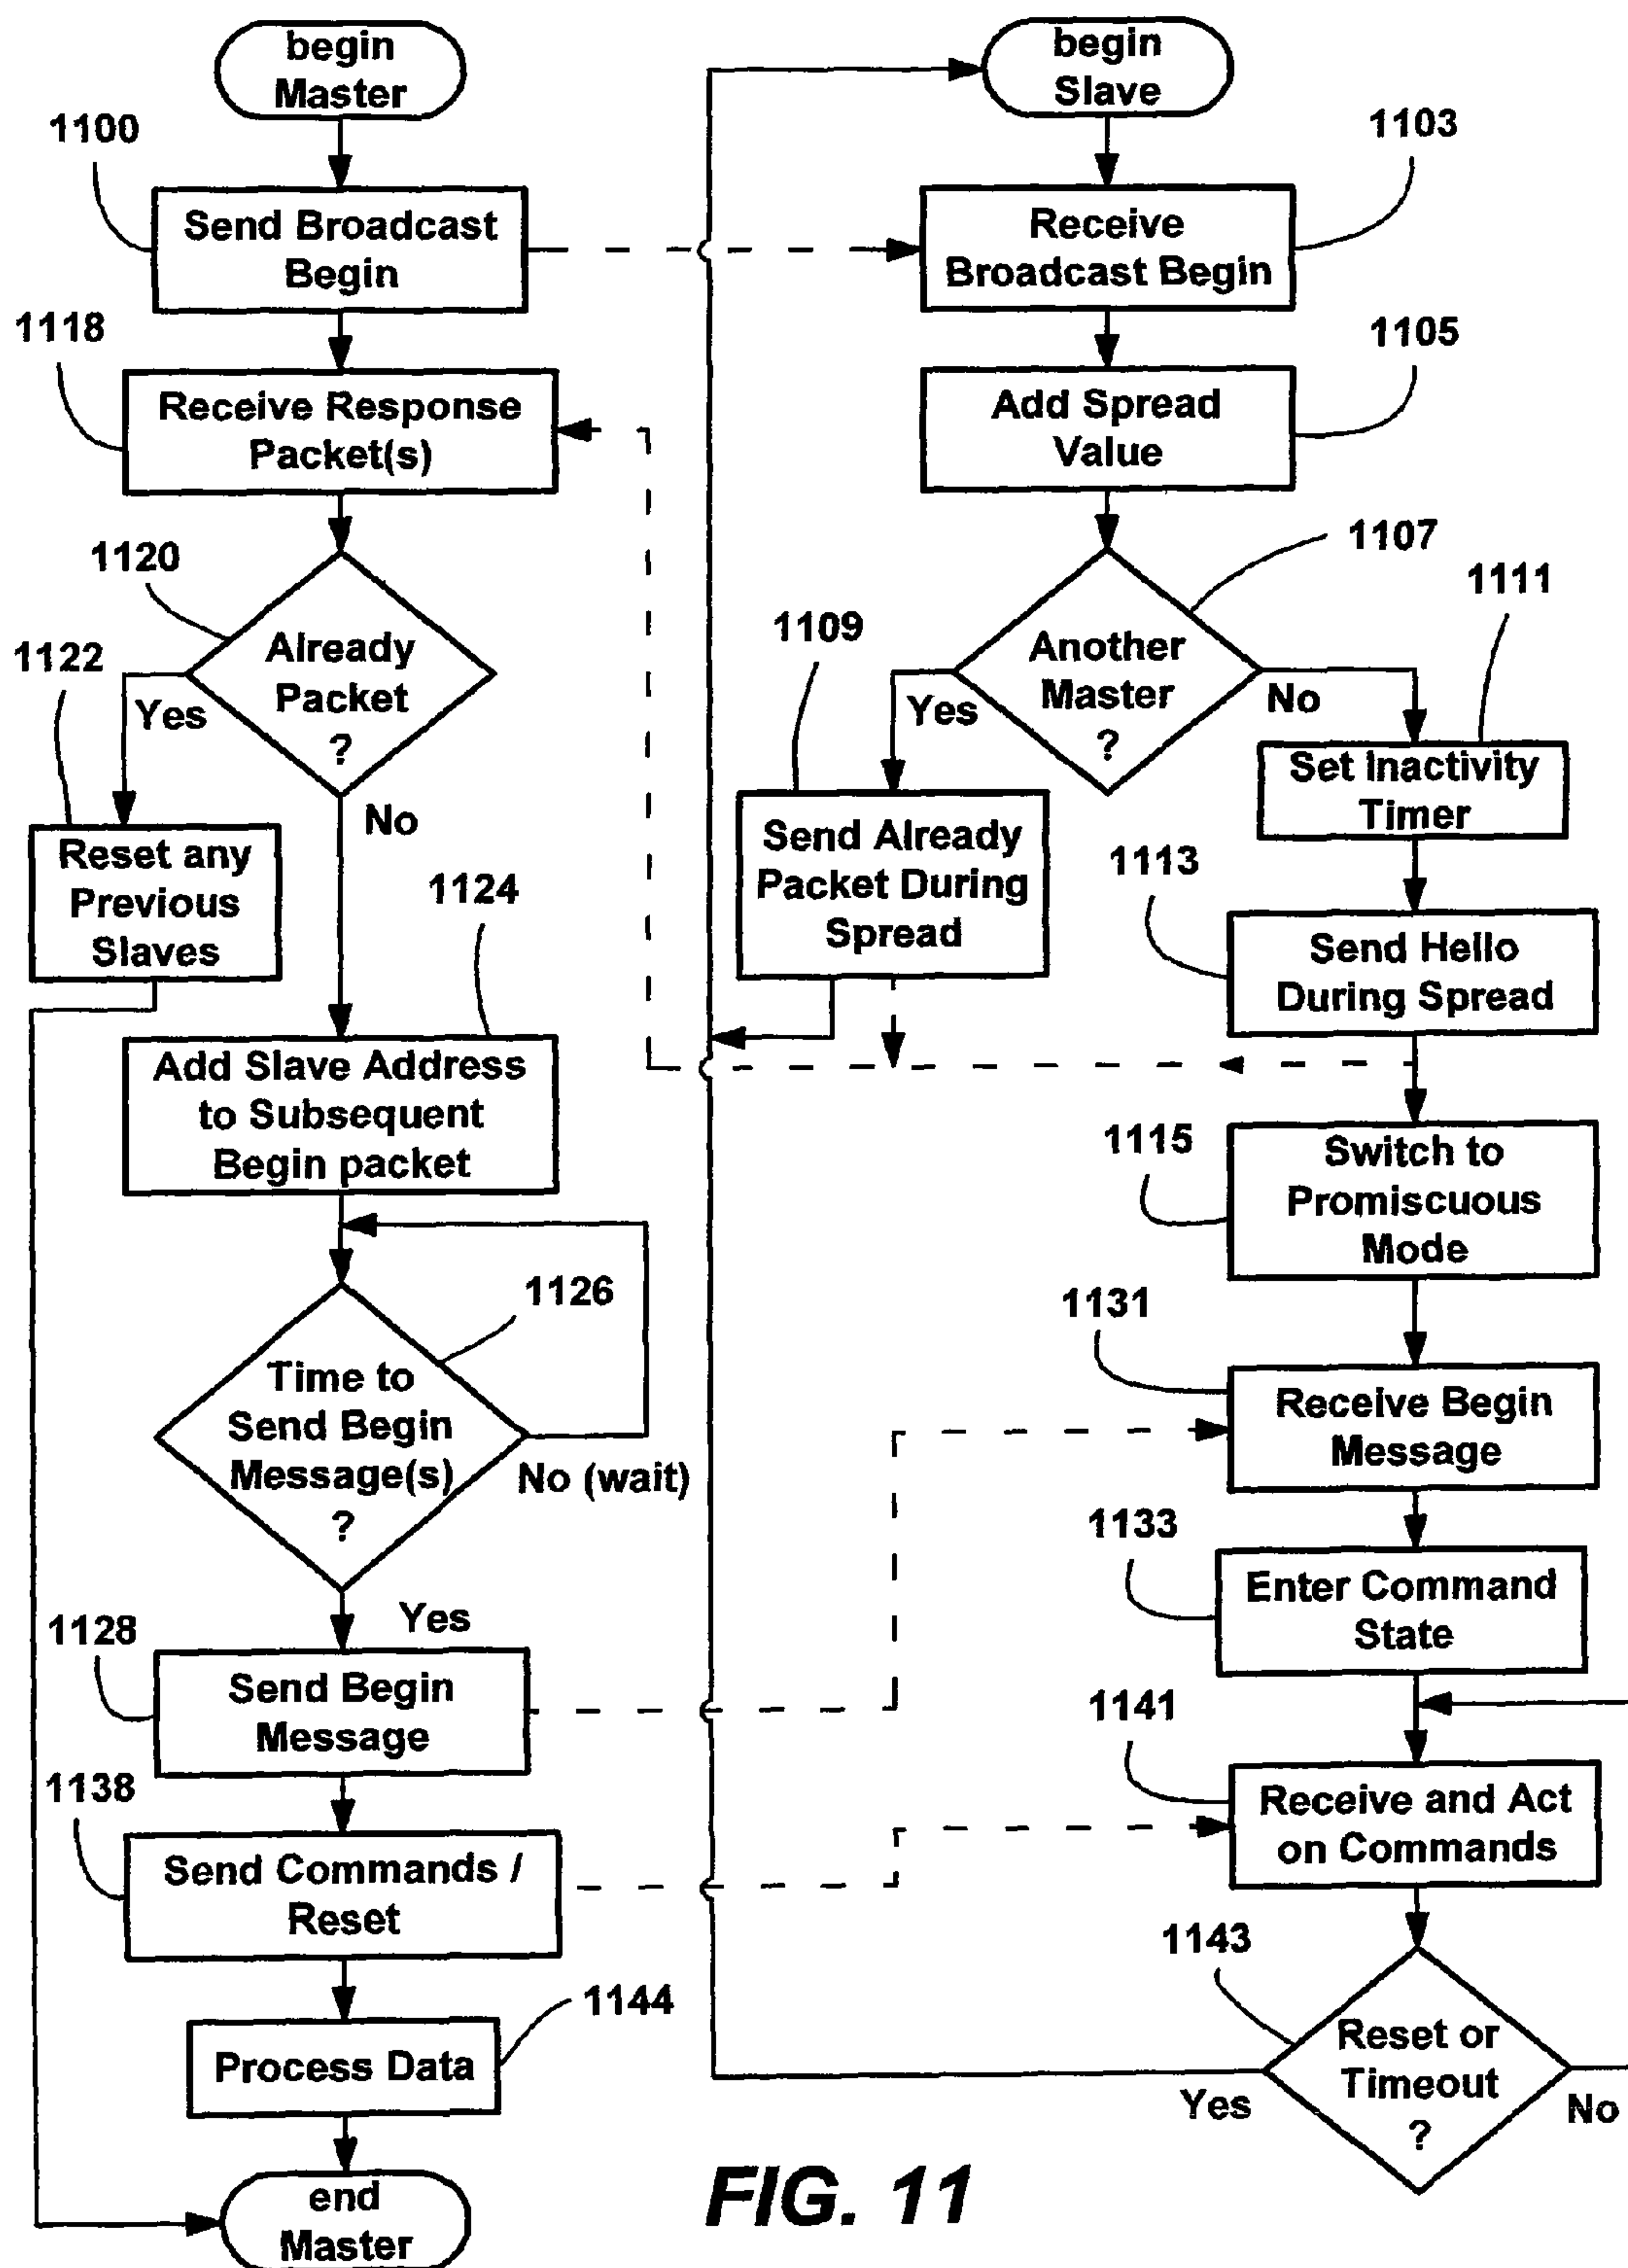 begin
Master
1100
Send Broadcast
Begin
1118
Receive Response
Packet(s)
1120
Already
Packet
?
Yes
No
1122
Reset any
Previous
Slaves
1124
Add Slave Address
to Subsequent
Begin packet
1126
Time to
Send Begin
Message(s)
?
No (wait)
Yes
1128
Send Begin
Message
1138
Send Commands /
Reset
1144
Process Data
end
Master
begin
Slave
1103
Receive
Broadcast Begin
1105
Add Spread
Value
1107
Another
Master
?
Yes
No
1109
Send Already
Packet During
Spread
1111
Set Inactivity
Timer
1113
Send Hello
During Spread
1115
Switch to
Promiscuous
Mode
1131
Receive Begin
Message
1133
Enter Command
State
1141
Receive and Act
on Commands
1143
Reset or
Timeout
?
Yes
No
FIG. 11